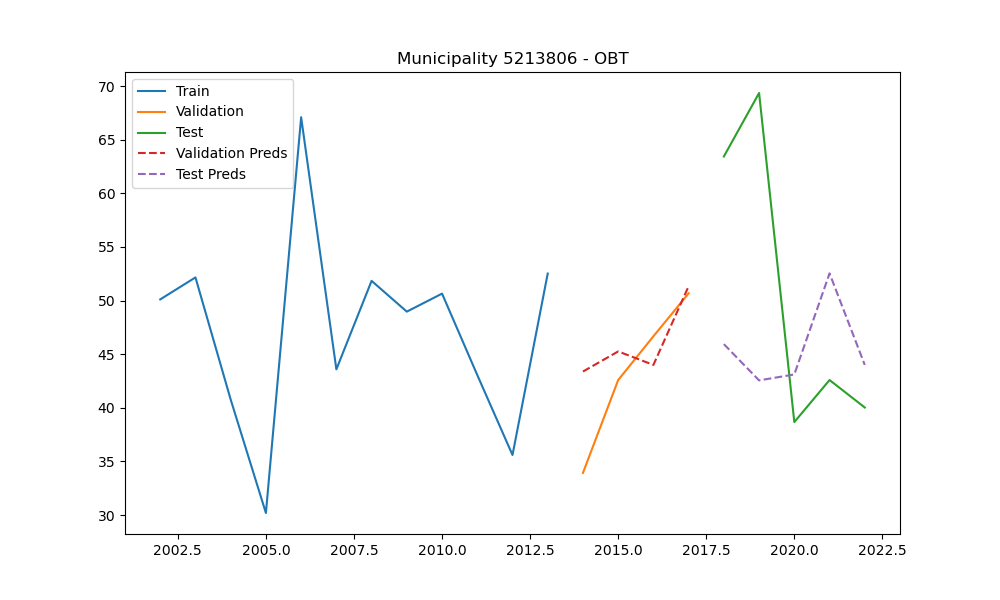 Municipality 5213806 - OBT
Train
Validation
Test
Validation Preds
Test Preds
70
65
60
55
50
45
40
35
30
2002.5 2005.0 2007.5 2010.0 2012.5 2015.0 2017.5 2020.0 2022.5